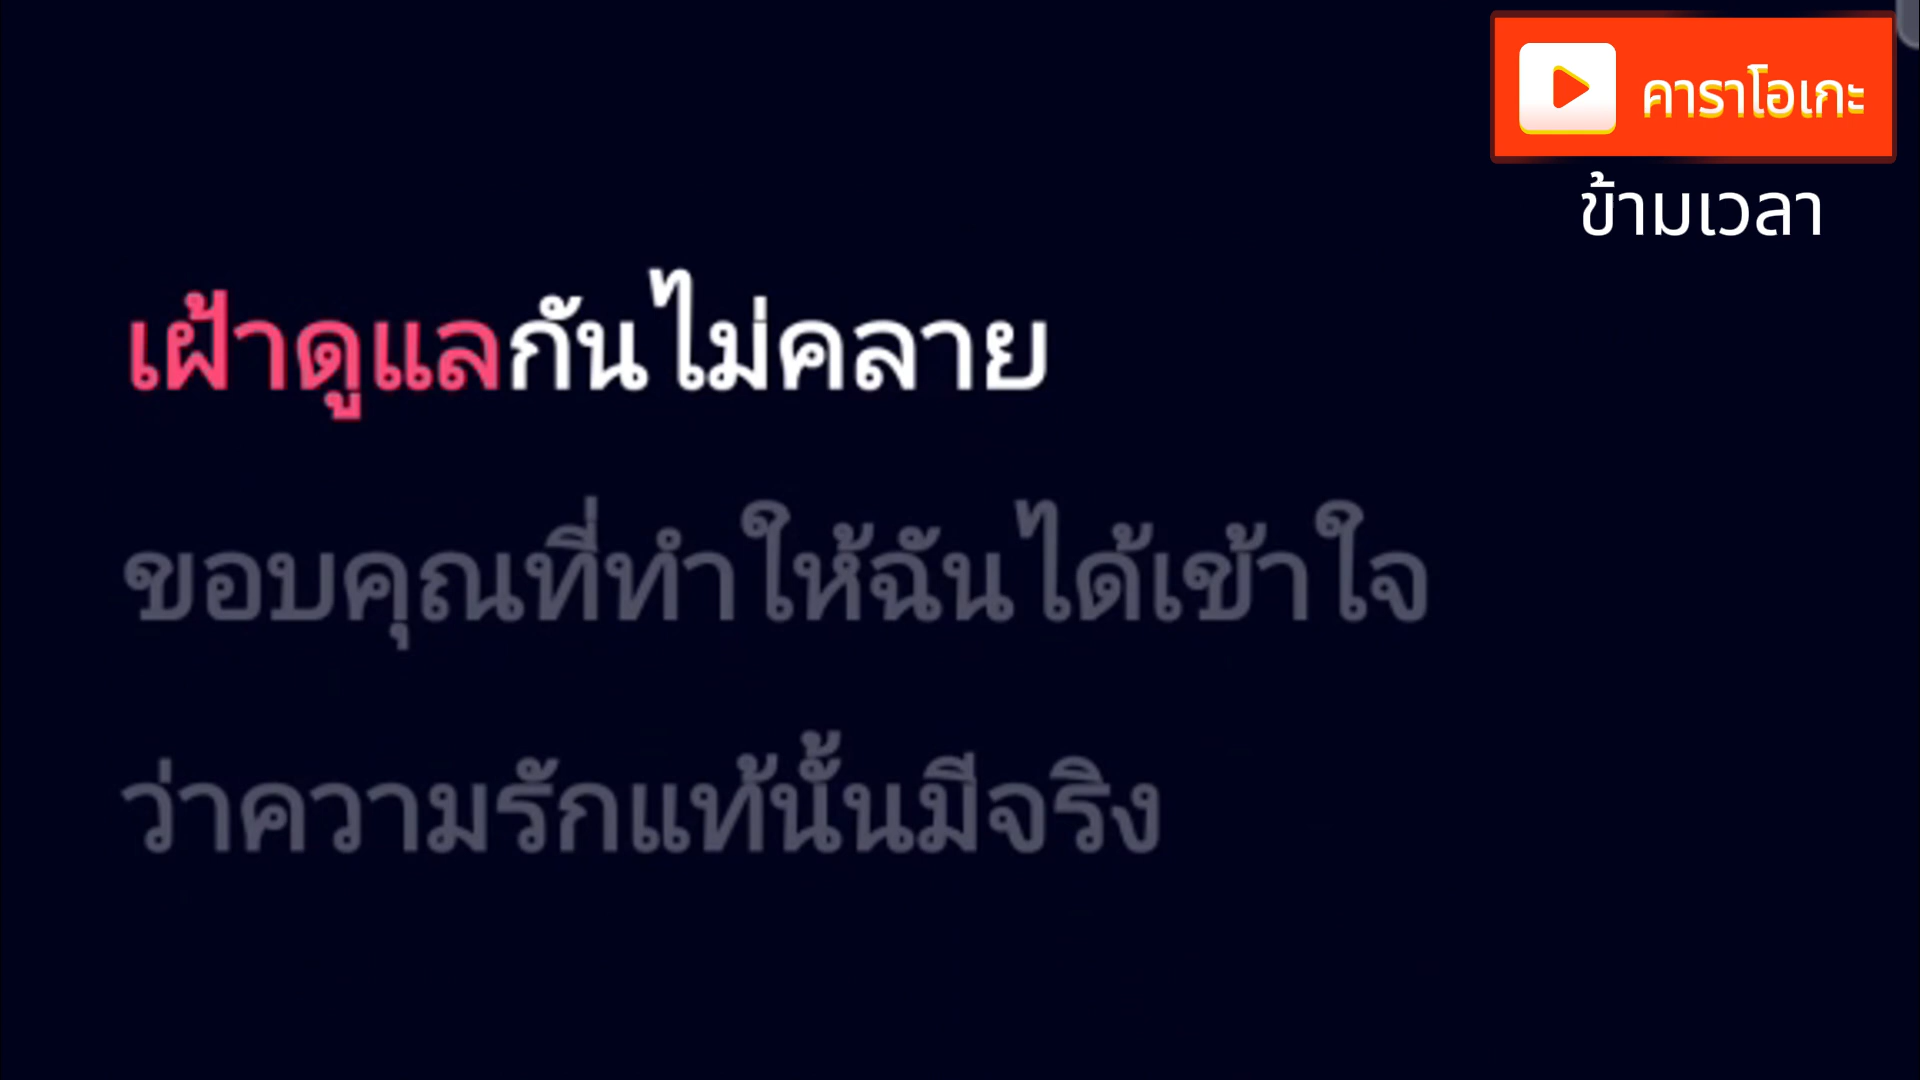 คาราโอเกะ
ข้ามเวลา
เฝ้าดูแลกันไม่คลาย
ขอบคุณที่ทำให้ฉันได้เข้าใจ
ว่าความรักแท้นั้นมีจริง